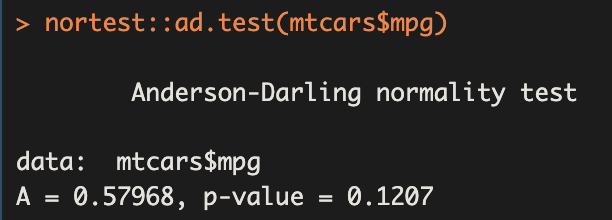 > nortest::ad.test(mtcars$mpg)
Anderson-Darling normality test
data:  mtcars$mpg
A = 0.57968, p-value = 0.1207